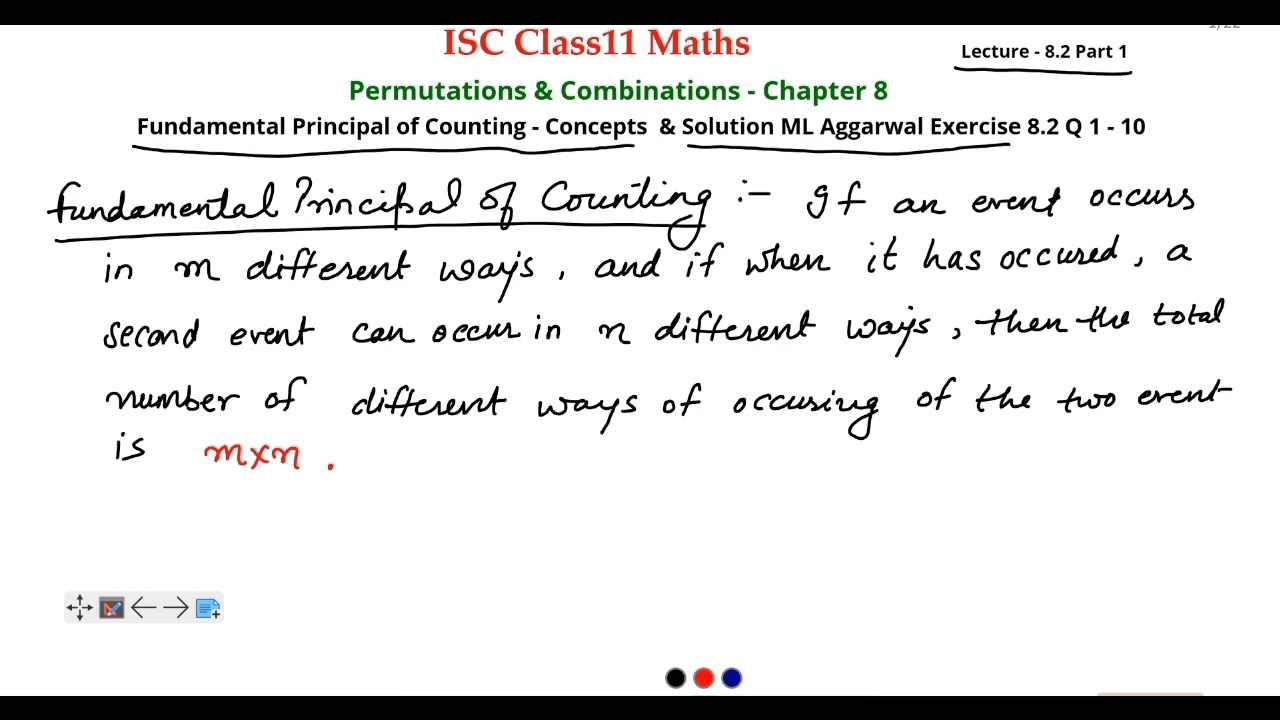 ISC Class11 Maths
Lecture - 8.2 Part 1
Permutations & Combinations - Chapter 8
Fundamental Principal of Counting - Concepts & Solution ML Aggarwal Exercise 8.2 Q 1 - 10
Fundamental Principal of Counting :- If an event occurs
in m different ways, and if when it has occured, a
second event can occur in n different ways, then the total
number of different ways of occusing of the two event
is m×n.